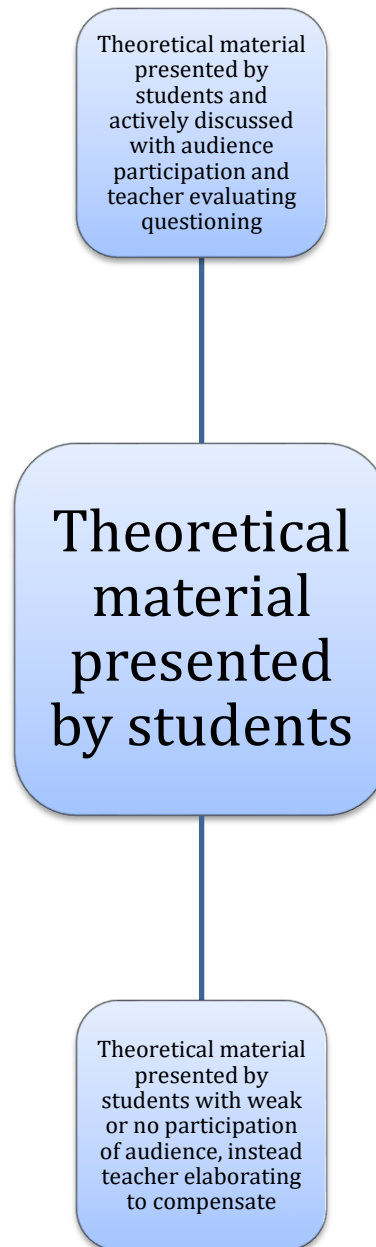 Theoretical material
presented by
students and
actively discussed
with audience
participation and
teacher evaluating
questioning
Theoretical
material
presented
by students
Theoretical material
presented by
students with weak
or no participation
of audience, instead
teacher elaborating
to compensate